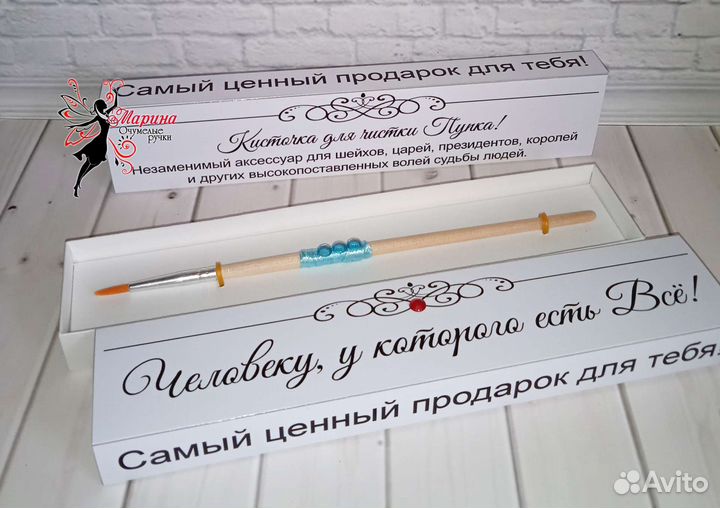 Самый ценный продарок для тебя!
Марина
Очумелые
ручки
Кисточка для чистки Пупка!
Незаменимый аксессуар для шейхов, царей, президентов, королей
и других высокопоставленных волей судьбы людей.
Человеку, у которого есть Всё!
Самый ценный продарок для тебя!
Avito